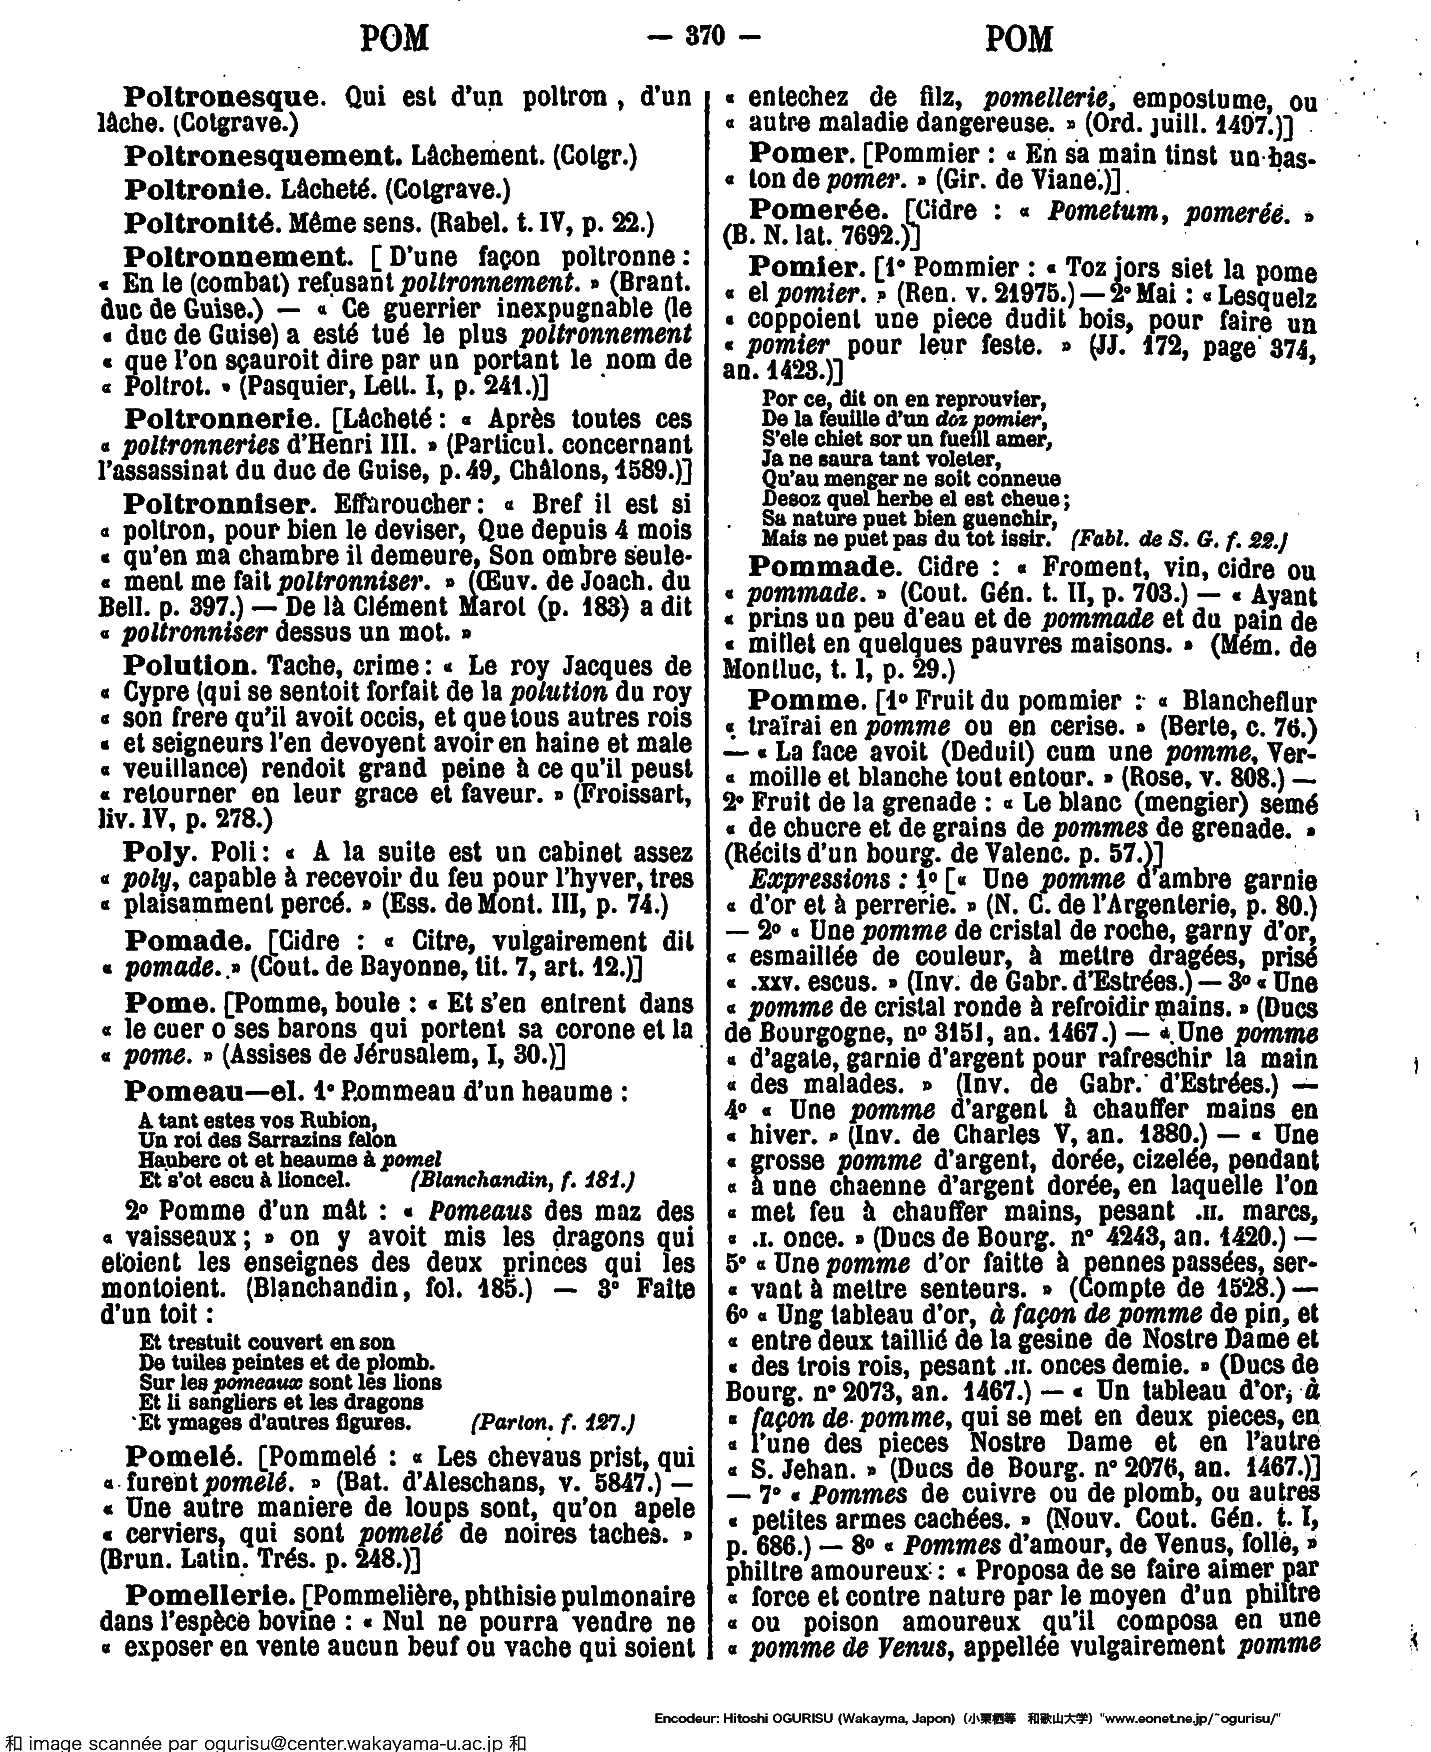 POM — 370 — POM
Poltronesque. Qui est d'un poltron, d'un
lâche. (Cotgrave.)
Poltronesquement. Lâchement. (Cotgr.)
Poltronie. Lâcheté. (Cotgrave.)
Poltronité. Même sens. (Rabel. t. IV, p. 22.)
Poltronnement. [D'une façon poltronne :
« En le (combat) refusant poltronnement. » (Brant.
duc de Guise.) — « Ce guerrier inexpugnable (le
« duc de Guise) a esté tué le plus poltronnement
« que l'on sçauroit dire par un portant le nom de
« Poltrot. » (Pasquier, Lett. I, p. 241.)]
Poltronnerie. [Lâcheté : « Après toutes ces
« poltronneries d'Henri III. » (Particul. concernant
l'assassinat du duc de Guise, p. 49, Châlons, 1589.)]
Poltronniser. Effaroucher : « Bref il est si
« poltron, pour bien le deviser, Que depuis 4 mois
« qu'en ma chambre il demeure, Son ombre seule-
« ment me fait poltronniser. » (Œuv. de Joach. du
Bell. p. 397.) — De là Clément Marot (p. 183) a dit
« poltronniser dessus un mot. »
Polution. Tache, crime : « Le roy Jacques de
« Cypre (qui se sentoit forfait de la polution du roy
« son frere qu'il avoit occis, et que tous autres rois
« et seigneurs l'en devoyent avoir en haine et male
« veuillance) rendoit grand peine à ce qu'il peust
« retourner en leur grace et faveur. » (Froissart,
liv. IV, p. 278.)
Poly. Poli : « A la suite est un cabinet assez
« poly, capable à recevoir du feu pour l'hyver, tres
« plaisamment percé. » (Ess. de Mont. III, p. 74.)
Pomade. [Cidre : « Citre, vulgairement dit
« pomade. » (Cout. de Bayonne, tit. 7, art. 12.)]
Pome. [Pomme, boule : « Et s'en entrent dans
« le cuer o ses barons qui portent sa corone et la
« pome. » (Assises de Jérusalem, I, 30.)]
Pomeau—el. 1° Pommeau d'un heaume :
A tant estes vos Rubion,
Un roi des Sarrazins felon
Hauberc ot et heaume à pomel
Et s'ot escu à lioncel. (Blanchandin, f. 181.)
2° Pomme d'un mât : « Pomeaus des maz des
« vaisseaux ; » on y avoit mis les dragons qui
etoient les enseignes des deux princes qui les
montoient. (Blanchandin, fol. 185.) — 3° Faîte
d'un toit :
Et trestuit couvert en son
De tuiles peintes et de plomb.
Sur les pomeaux sont les lions
Et li sangliers et les dragons
Et ymages d'autres figures. (Parton. f. 127.)
Pomelé. [Pommelé : « Les chevaus prist, qui
« furent pomelé. » (Bat. d'Aleschans, v. 5847.) —
« Une autre maniere de loups sont, qu'on apele
« cerviers, qui sont pomelé de noires taches. »
(Brun. Latin. Trés. p. 248.)]
Pomellerie. [Pommelière, phthisie pulmonaire
dans l'espèce bovine : « Nul ne pourra vendre ne
« exposer en vente aucun beuf ou vache qui soient
« entechez de filz, pomellerie, empostume, ou
« autre maladie dangereuse. » (Ord. juill. 1497.)]
Pomer. [Pommier : « En sa main tinst un bas-
« ton de pomer. » (Gir. de Viane.)]
Pomerée. [Cidre : « Pometum, pomeréé. »
(B. N. lat. 7692.)]
Pomier. [1° Pommier : « Toz jors siet la pome
« el pomier. » (Ren. v. 21975.) — 2° Mai : « Lesquelz
« coppoient une piece dudit bois, pour faire un
« pomier pour leur feste. » (JJ. 172, page 374,
an. 1423.)]
Por ce, dit on en reprouvier,
De la feuille d'un doz pomier,
S'ele chiet sor un fueill amer,
Ja ne saura tant voleter,
Qu'au menger ne soit conneue
Desoz quel herbe el est cheue ;
Sa nature puet bien guenchir,
Mais ne puet pas du tot issir. (Fabl. de S. G. f. 22.)
Pommade. Cidre : « Froment, vin, cidre ou
« pommade. » (Cout. Gén. t. II, p. 703.) — « Ayant
« prins un peu d'eau et de pommade et du pain de
« millet en quelques pauvres maisons. » (Mém. de
Montluc, t. I, p. 29.)
Pomme. [1° Fruit du pommier : « Blancheflur
« traïrai en pomme ou en cerise. » (Berte, c. 76.)
— « La face avoit (Deduit) cum une pomme, Ver-
« moille et blanche tout entour. » (Rose, v. 808.) —
2° Fruit de la grenade : « Le blanc (mengier) semé
« de chucre et de grains de pommes de grenade. »
(Récits d'un bourg. de Valenc. p. 57.)]
Expressions : 1° [« Une pomme d'ambre garnie
« d'or et à perrerie. » (N. C. de l'Argenterie, p. 80.)
— 2° « Une pomme de cristal de roche, garny d'or,
« esmaillée de couleur, à mettre dragées, prisé
« .xxv. escus. » (Inv. de Gabr. d'Estrées.) — 3° « Une
« pomme de cristal ronde à refroidir mains. » (Ducs
de Bourgogne, n° 3151, an. 1467.) — « Une pomme
« d'agate, garnie d'argent pour rafreschir la main
« des malades. » (Inv. de Gabr. d'Estrées.) —
4° « Une pomme d'argent à chauffer mains en
« hiver. » (Inv. de Charles V, an. 1380.) — « Une
« grosse pomme d'argent, dorée, cizelée, pendant
« à une chaenne d'argent dorée, en laquelle l'on
« met feu à chauffer mains, pesant .II. marcs,
« .I. once. » (Ducs de Bourg. n° 4243, an. 1420.) —
5° « Une pomme d'or faitte à pennes passées, ser-
« vant à mettre senteurs. » (Compte de 1528.) —
6° « Ung tableau d'or, à façon de pomme de pin, et
« entre deux taillié de la gesine de Nostre Dame et
« des trois rois, pesant .II. onces demie. » (Ducs de
Bourg. n° 2073, an. 1467.) — « Un tableau d'or, à
« façon de pomme, qui se met en deux pieces, en
« l'une des pieces Nostre Dame et en l'autre
« S. Jehan. » (Ducs de Bourg. n° 2076, an. 1467.)]
— 7° « Pommes de cuivre ou de plomb, ou autres
« petites armes cachées. » (Nouv. Cout. Gén. t. I,
p. 686.) — 8° « Pommes d'amour, de Venus, folle, »
philtre amoureux : « Proposa de se faire aimer par
« force et contre nature par le moyen d'un philtre
« ou poison amoureux qu'il composa en une
« pomme de Venus, appellée vulgairement pomme
Encodeur: Hitoshi OGURISU (Wakayma, Japon) (小栗栖等 和歌山大学) "www.eonet.ne.jp/~ogurisu/"
和 image scannée par ogurisu@center.wakayama-u.ac.jp 和